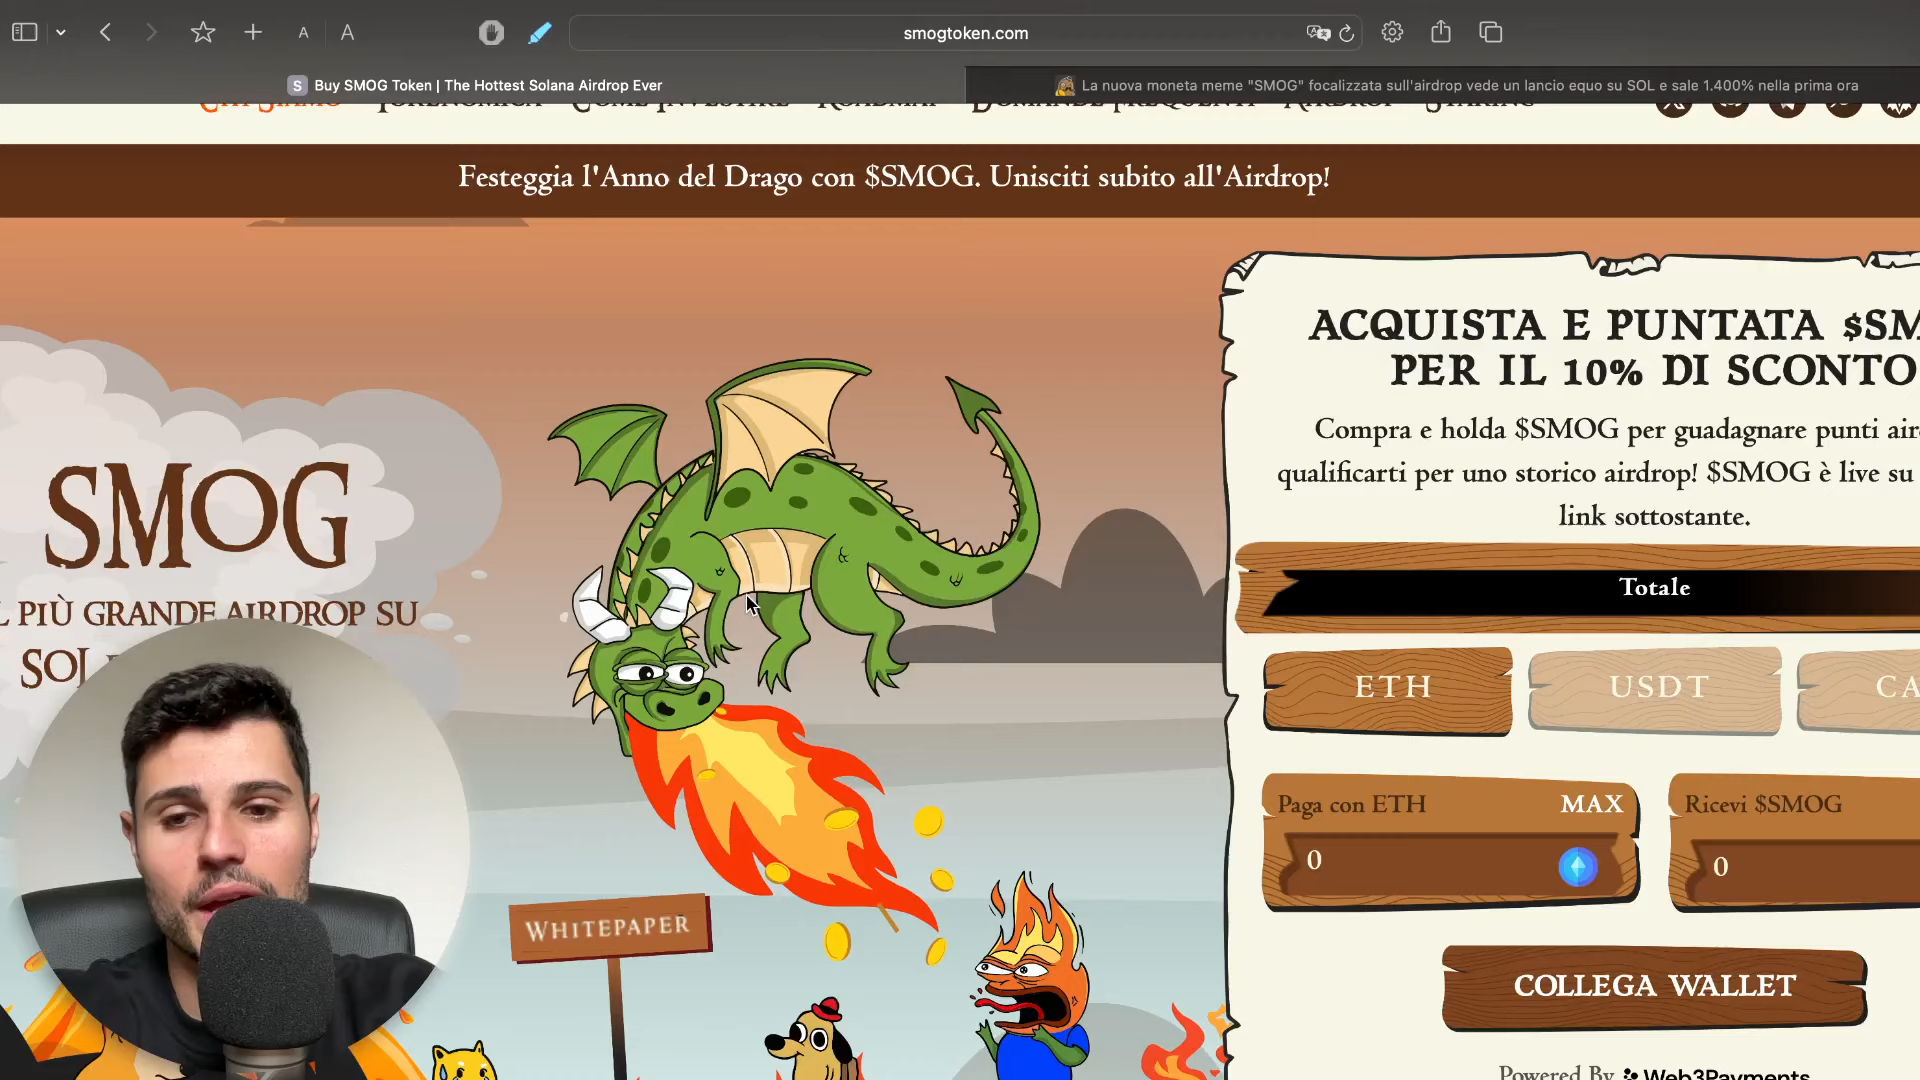 smogtoken.com
S Buy SMOG Token | The Hottest Solana Airdrop Ever
La nuova moneta meme "SMOG" focalizzata sull'airdrop vede un lancio equo su SOL e sale 1.400% nella prima ora
Festeggia l'Anno del Drago con $SMOG. Unisciti subito all'Airdrop!
SMOG
PIÙ GRANDE AIRDROP SU
ACQUISTA E PUNTATA $SM
PER IL 10% DI SCONTO
Compra e holda $SMOG per guadagnare punti air
qualificarti per uno storico airdrop! $SMOG è live su
link sottostante.
Totale
ETH
USDT
CA
Paga con ETH
MAX
Ricevi $SMOG
0
0
WHITEPAPER
COLLEGA WALLET
Powered By Web3Payments